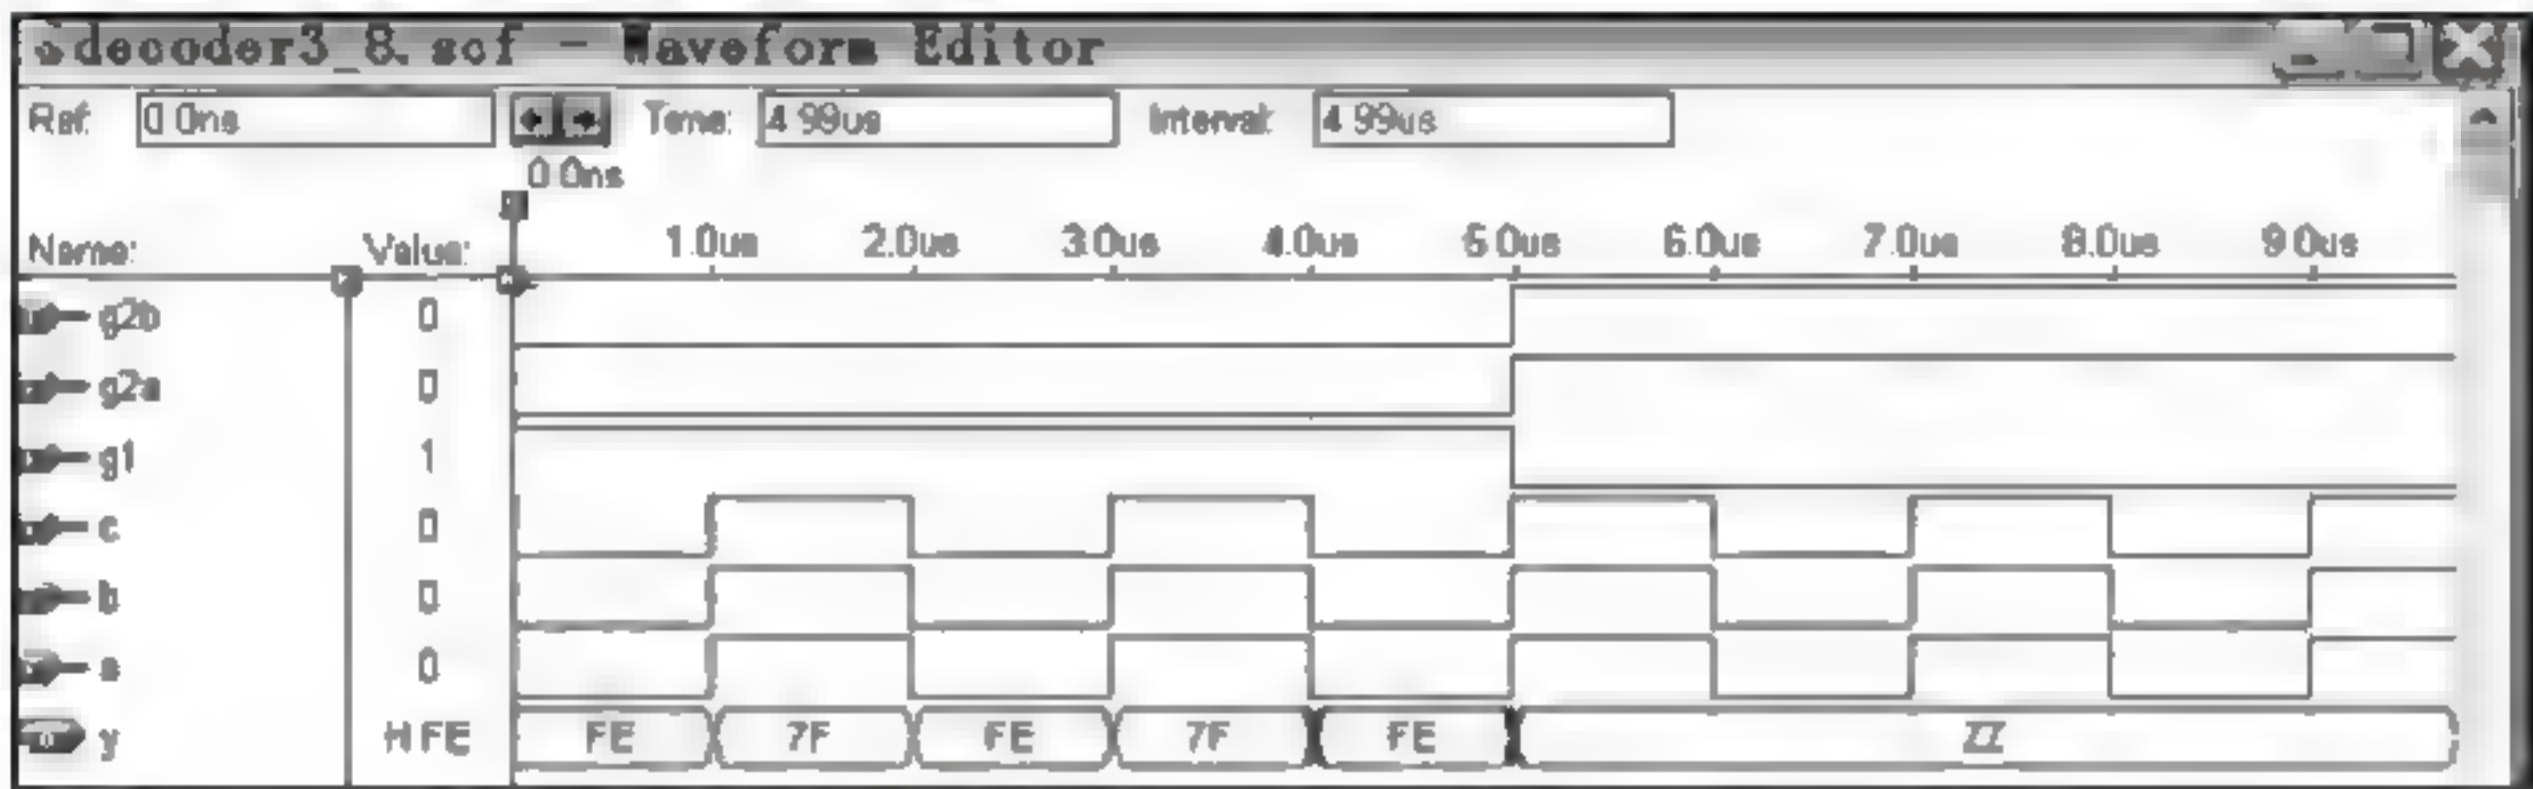 decoder3_8.scf - Waveform Editor
Ref: 0.0ns Time: 4.99us Interval: 4.99us
0.0ns
1.0us 2.0us 3.0us 4.0us 5.0us 6.0us 7.0us 8.0us 9.0us
Name: Value:
g2b 0
g2a 0
g1 1
c 0
b 0
a 0
y H FE FE 7F FE 7F FE ZZ